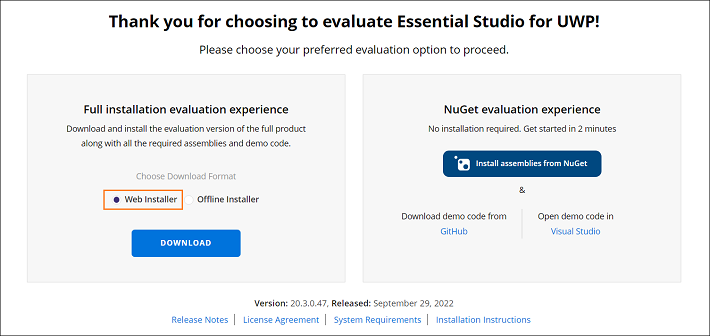 Thank you for choosing to evaluate Essential Studio for UWP!
Please choose your preferred evaluation option to proceed.
Full installation evaluation experience
Download and install the evaluation version of the full product
along with all the required assemblies and demo code.
Choose Download Format
Web Installer
Offline Installer
DOWNLOAD
NuGet evaluation experience
No installation required. Get started in 2 minutes
Install assemblies from NuGet
&
Download demo code from
GitHub
Open demo code in
Visual Studio
Version: 20.3.0.47, Released: September 29, 2022
Release Notes | License Agreement | System Requirements | Installation Instructions